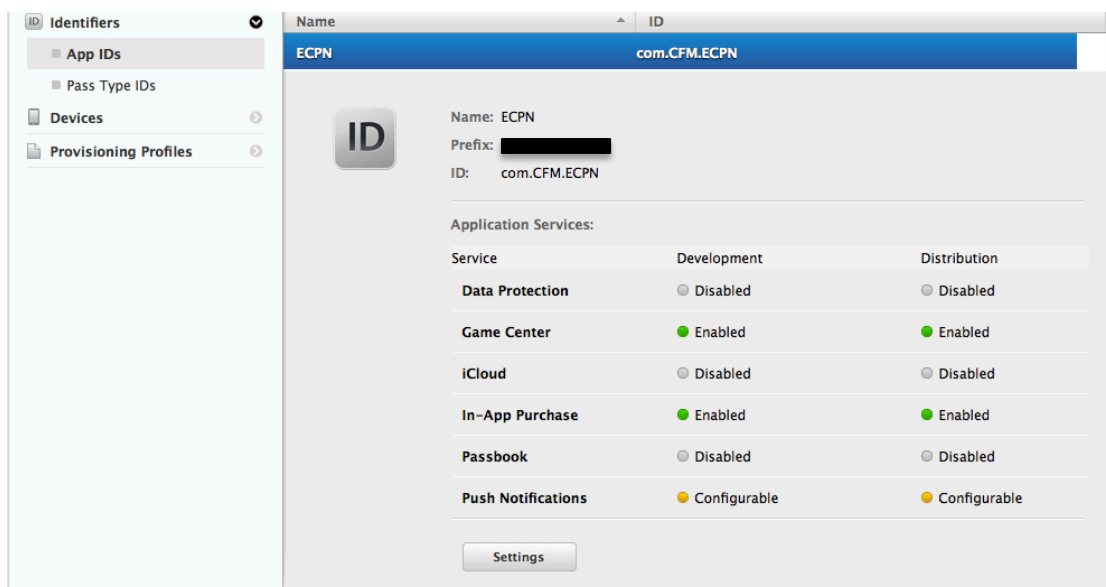 ID Identifiers
App IDs
Pass Type IDs
Devices
Provisioning Profiles
Name ID
ECPN com.CFM.ECPN
ID
Name: ECPN
Prefix:
ID: com.CFM.ECPN
Application Services:
Service Development Distribution
Data Protection Disabled Disabled
Game Center Enabled Enabled
iCloud Disabled Disabled
In-App Purchase Enabled Enabled
Passbook Disabled Disabled
Push Notifications Configurable Configurable
Settings